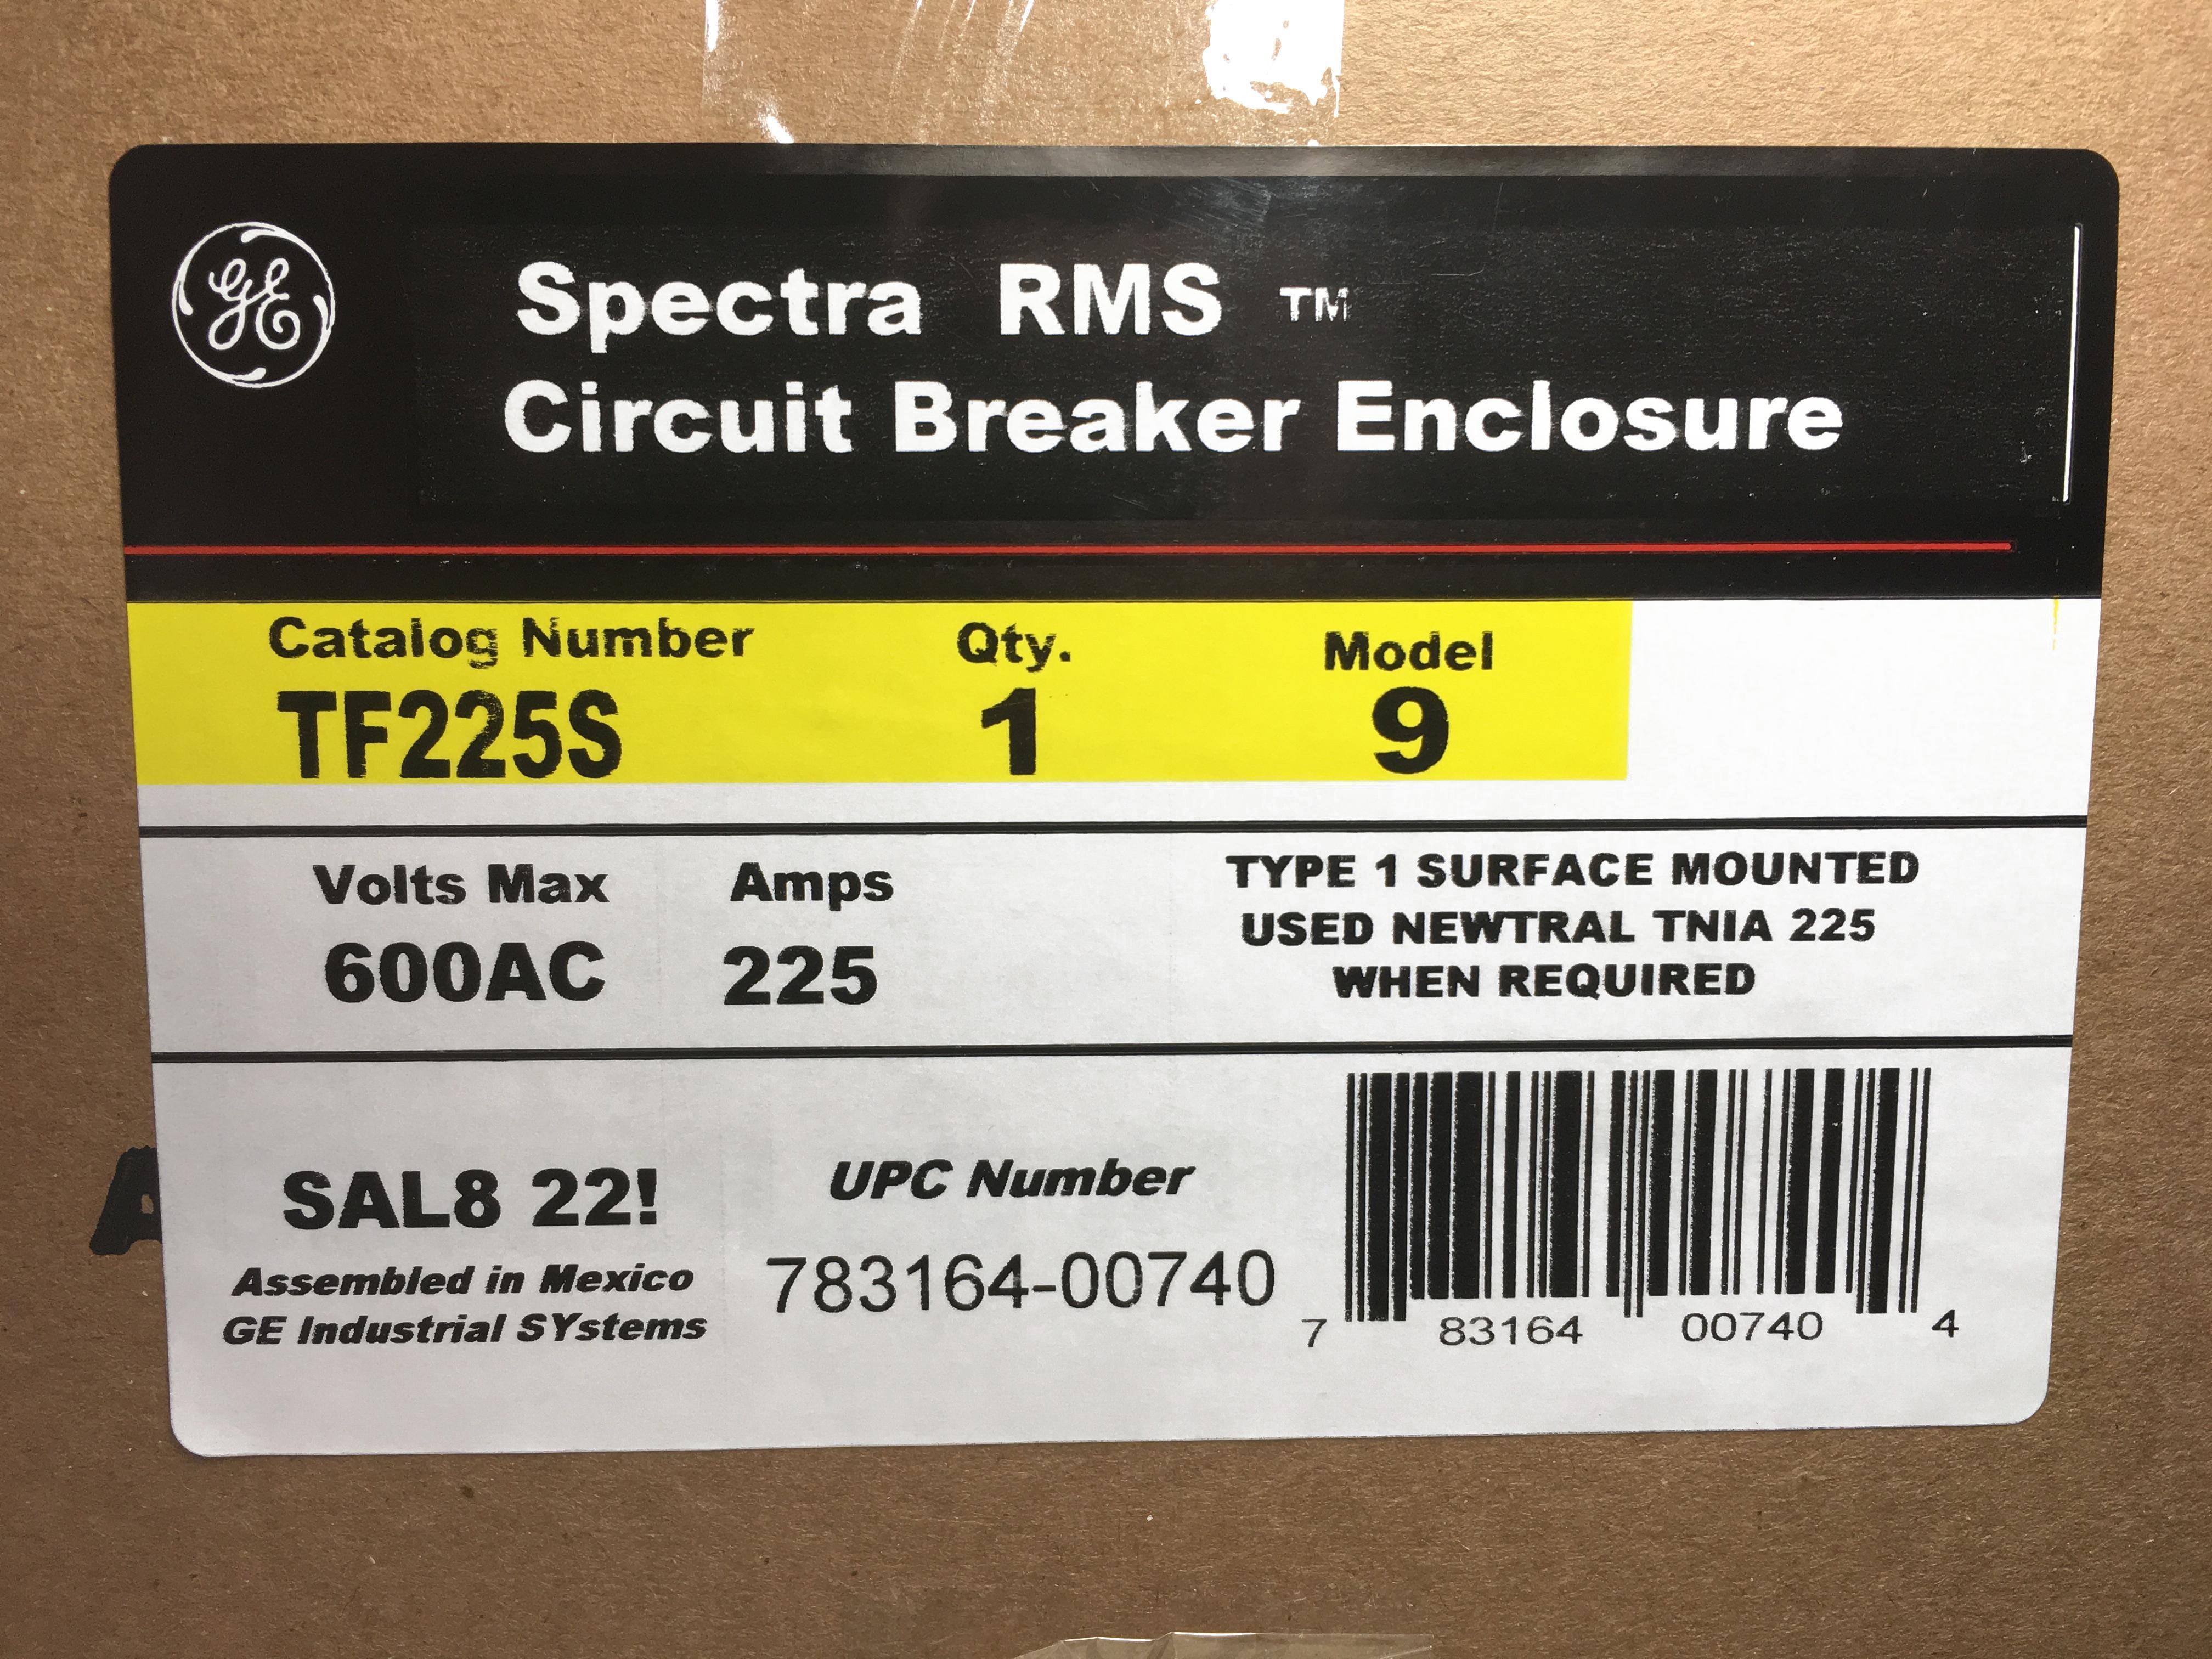 GE
Spectra RMS TM
Circuit Breaker Enclosure
Catalog Number Qty. Model
TF225S 1 9
Volts Max Amps
600AC 225
TYPE 1 SURFACE MOUNTED
USED NEWTRAL TNIA 225
WHEN REQUIRED
SAL8 22!
Assembled in Mexico
GE Industrial SYstems
UPC Number
783164-00740
7 83164 00740 4
A